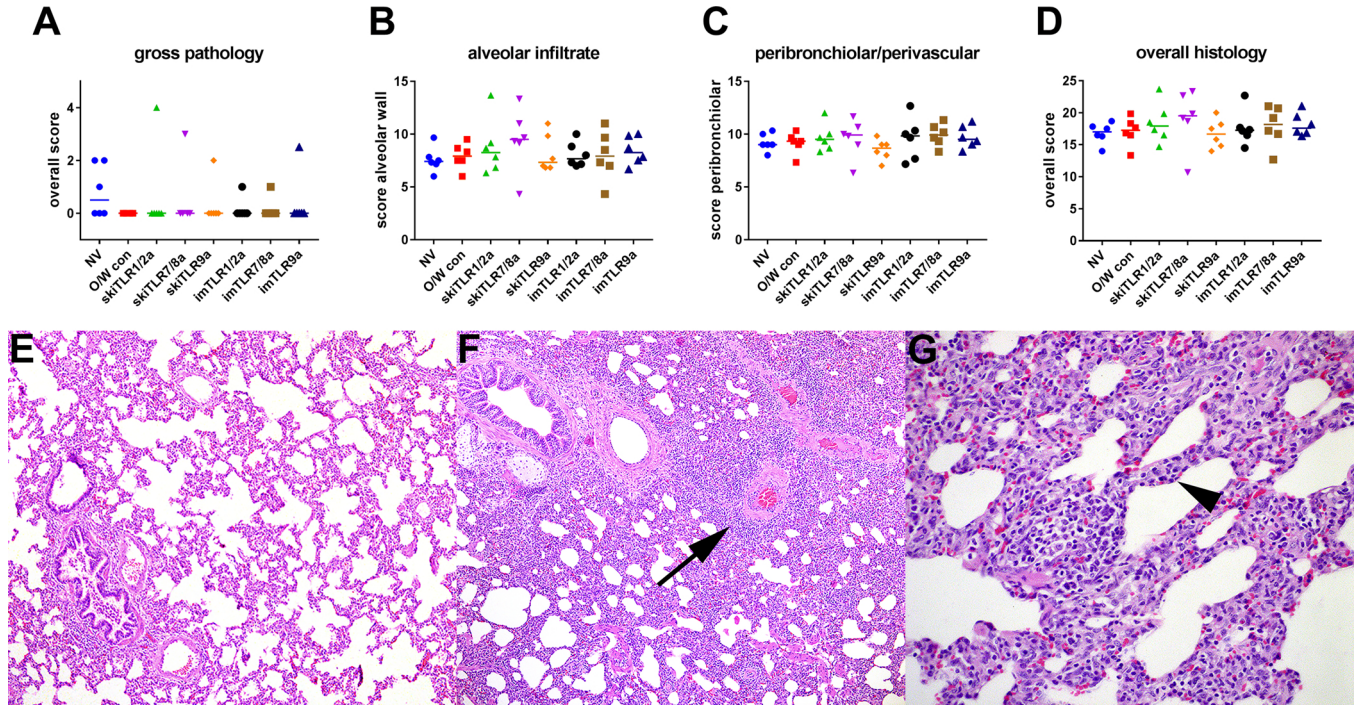 A
gross pathology
overall score
4
2
0
NV
O/W con
skiTLR1/2a
skiTLR7/8a
skiTLR9a
imTLR1/2a
imTLR7/8a
imTLR9a
B
alveolar infiltrate
score alveolar wall
15
10
5
0
NV
O/W con
skiTLR1/2a
skiTLR7/8a
skiTLR9a
imTLR1/2a
imTLR7/8a
imTLR9a
C
peribronchiolar/perivascular
score peribronchiolar
15
10
5
0
NV
O/W con
skiTLR1/2a
skiTLR7/8a
skiTLR9a
imTLR1/2a
imTLR7/8a
imTLR9a
D
overall histology
overall score
25
20
15
10
5
0
NV
O/W con
skiTLR1/2a
skiTLR7/8a
skiTLR9a
imTLR1/2a
imTLR7/8a
imTLR9a
E
F
G